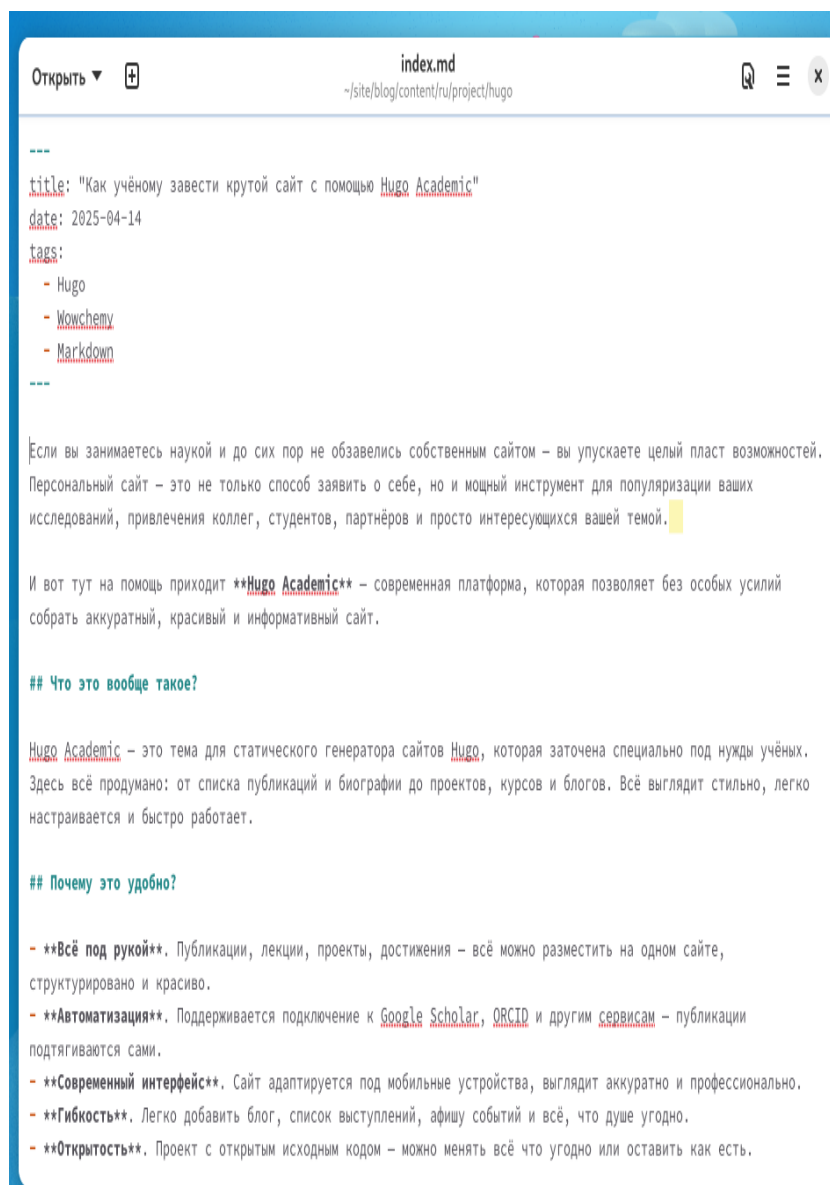 Открыть
index.md
~/site/blog/content/ru/project/hugo
---
title: "Как учёному завести крутой сайт с помощью Hugo Academic"
date: 2025-04-14
tags:
- Hugo
- Wowchemy
- Markdown
---
Если вы занимаетесь наукой и до сих пор не обзавелись собственным сайтом — вы упускаете целый пласт возможностей.
Персональный сайт — это не только способ заявить о себе, но и мощный инструмент для популяризации ваших
исследований, привлечения коллег, студентов, партнёров и просто интересующихся вашей темой.
И вот тут на помощь приходит **Hugo Academic** — современная платформа, которая позволяет без особых усилий
собрать аккуратный, красивый и информативный сайт.
## Что это вообще такое?
Hugo Academic — это тема для статического генератора сайтов Hugo, которая заточена специально под нужды учёных.
Здесь всё продумано: от списка публикаций и биографии до проектов, курсов и блогов. Всё выглядит стильно, легко
настраивается и быстро работает.
## Почему это удобно?
- **Всё под рукой**. Публикации, лекции, проекты, достижения — всё можно разместить на одном сайте,
структурировано и красиво.
- **Автоматизация**. Поддерживается подключение к Google Scholar, ORCID и другим сервисам — публикации
подтягиваются сами.
- **Современный интерфейс**. Сайт адаптируется под мобильные устройства, выглядит аккуратно и профессионально.
- **Гибкость**. Легко добавить блог, список выступлений, афишу событий и всё, что душе угодно.
- **Открытость**. Проект с открытым исходным кодом — можно менять всё что угодно или оставить как есть.